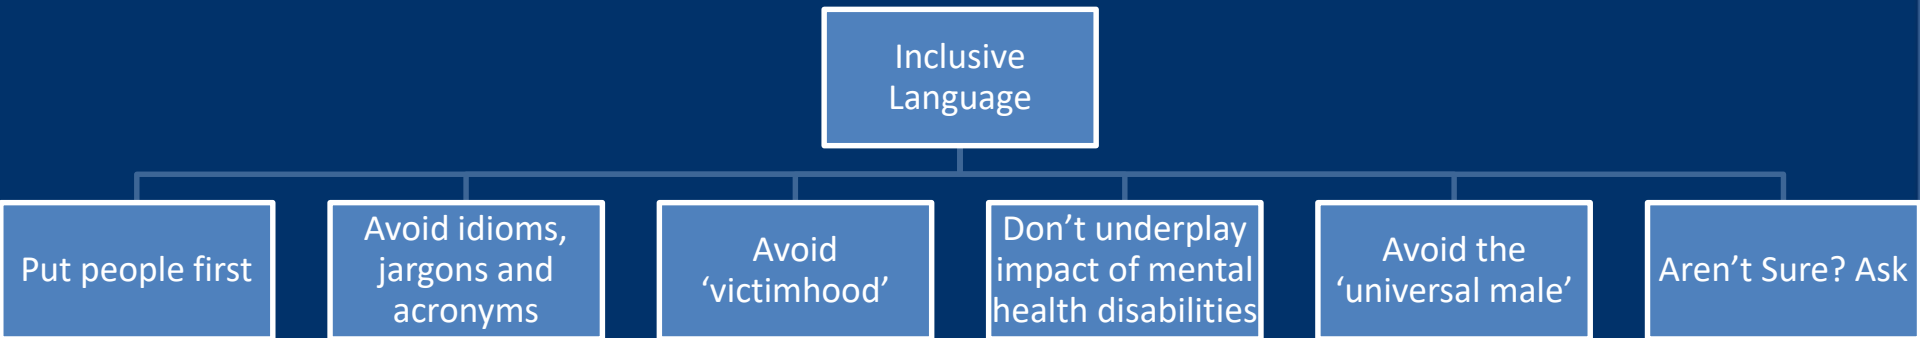 Inclusive
Language
Put people first
Avoid idioms,
jargons and
acronyms
Avoid
‘victimhood’
Don’t underplay
impact of mental
health disabilities
Avoid the
‘universal male’
Aren’t Sure? Ask